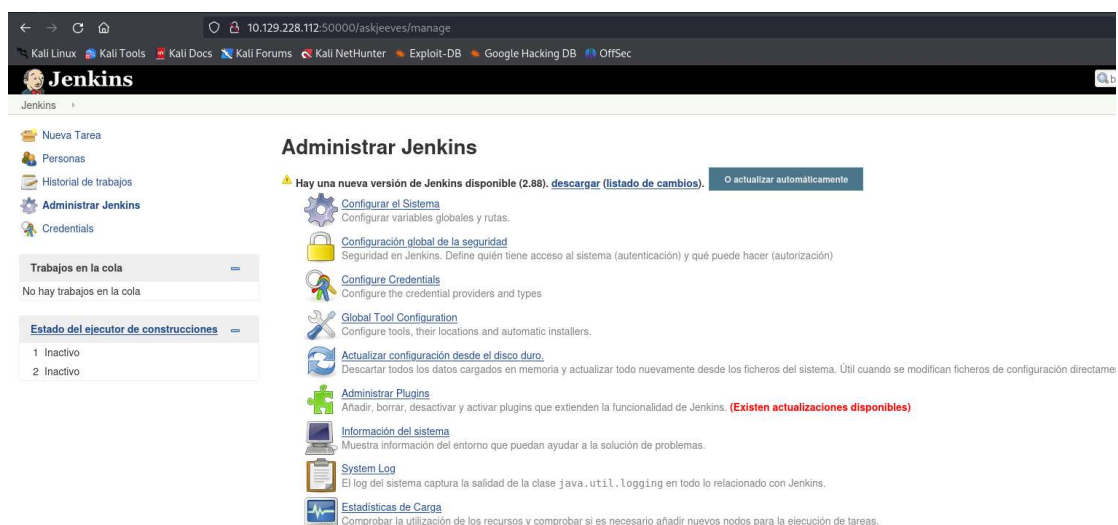 10.129.228.112:50000/askjeeves/manage
Kali Linux Kali Tools Kali Docs Kali Forums Kali NetHunter Exploit-DB Google Hacking DB OffSec
Jenkins
Jenkins
Nueva Tarea
Personas
Historial de trabajos
Administrar Jenkins
Credentials
Trabajos en la cola
No hay trabajos en la cola
Estado del ejecutor de construcciones
1 Inactivo
2 Inactivo
Administrar Jenkins
Hay una nueva versión de Jenkins disponible (2.88). descargar (listado de cambios). O actualizar automáticamente
Configurar el Sistema
Configurar variables globales y rutas.
Configuración global de la seguridad
Seguridad en Jenkins. Define quién tiene acceso al sistema (autenticación) y qué puede hacer (autorización)
Configure Credentials
Configure the credential providers and types
Global Tool Configuration
Configure tools, their locations and automatic installers.
Actualizar configuración desde el disco duro.
Descartar todos los datos cargados en memoria y actualizar todo nuevamente desde los ficheros del sistema. Útil cuando se modifican ficheros de configuración directame
Administrar Plugins
Añadir, borrar, desactivar y activar plugins que extienden la funcionalidad de Jenkins. (Existen actualizaciones disponibles)
Información del sistema
Muestra información del entorno que puedan ayudar a la solución de problemas.
System Log
El log del sistema captura la salidad de la clase java.util.logging en todo lo relacionado con Jenkins.
Estadísticas de Carga
Comprobar la utilización de los recursos y comprobar si es necesario añadir nuevos nodos para la ejecución de tareas.